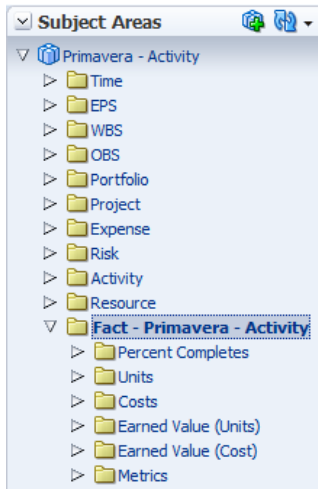 Subject Areas
Primavera - Activity
Time
EPS
WBS
OBS
Portfolio
Project
Expense
Risk
Activity
Resource
Fact - Primavera - Activity
Percent Completes
Units
Costs
Earned Value (Units)
Earned Value (Cost)
Metrics